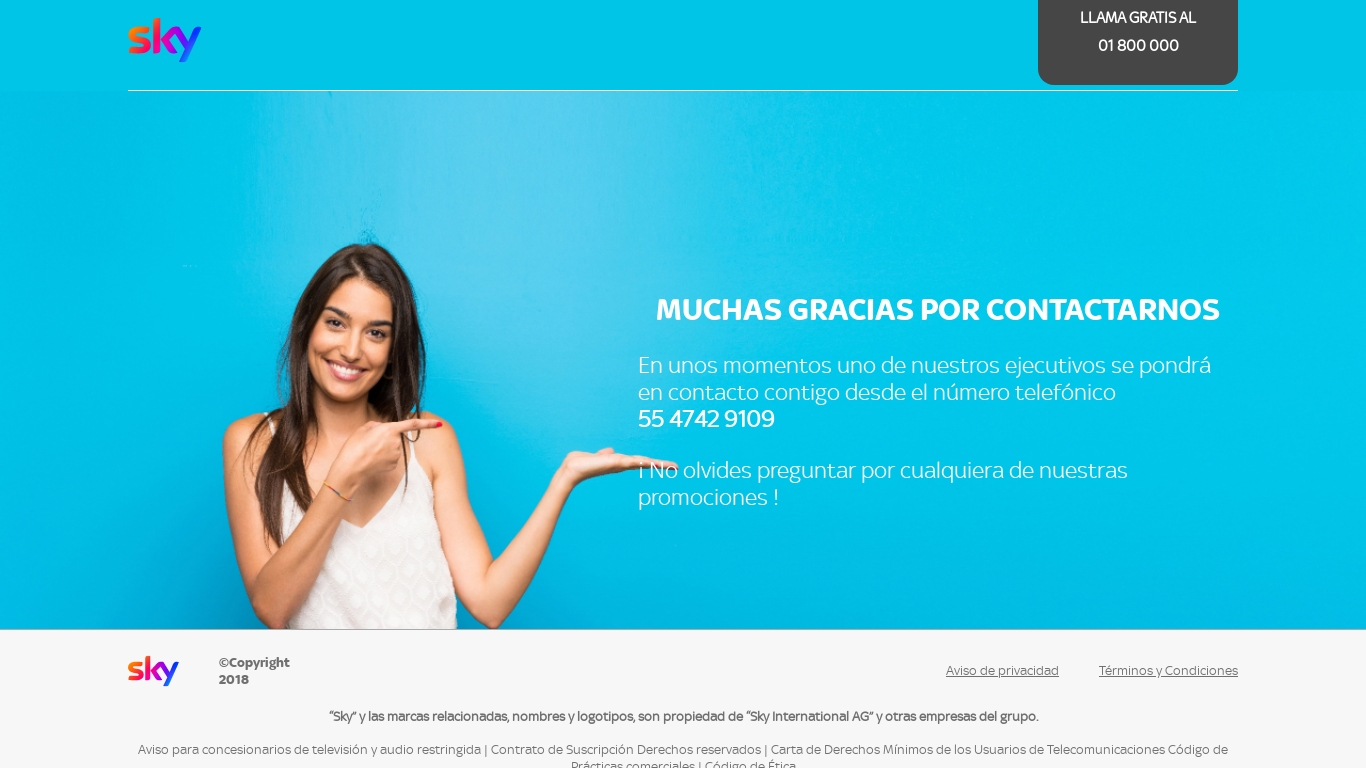 sky
LLAMA GRATIS AL
01 800 000
MUCHAS GRACIAS POR CONTACTARNOS
En unos momentos uno de nuestros ejecutivos se pondrá
en contacto contigo desde el número telefónico
55 4742 9109
¡ No olvides preguntar por cualquiera de nuestras
promociones !
sky
©Copyright
2018
Aviso de privacidad
Términos y Condiciones
“Sky” y las marcas relacionadas, nombres y logotipos, son propiedad de “Sky International AG” y otras empresas del grupo.
Aviso para concesionarios de televisión y audio restringida | Contrato de Suscripción Derechos reservados | Carta de Derechos Mínimos de los Usuarios de Telecomunicaciones Código de
Prácticas comerciales | Código de Ética